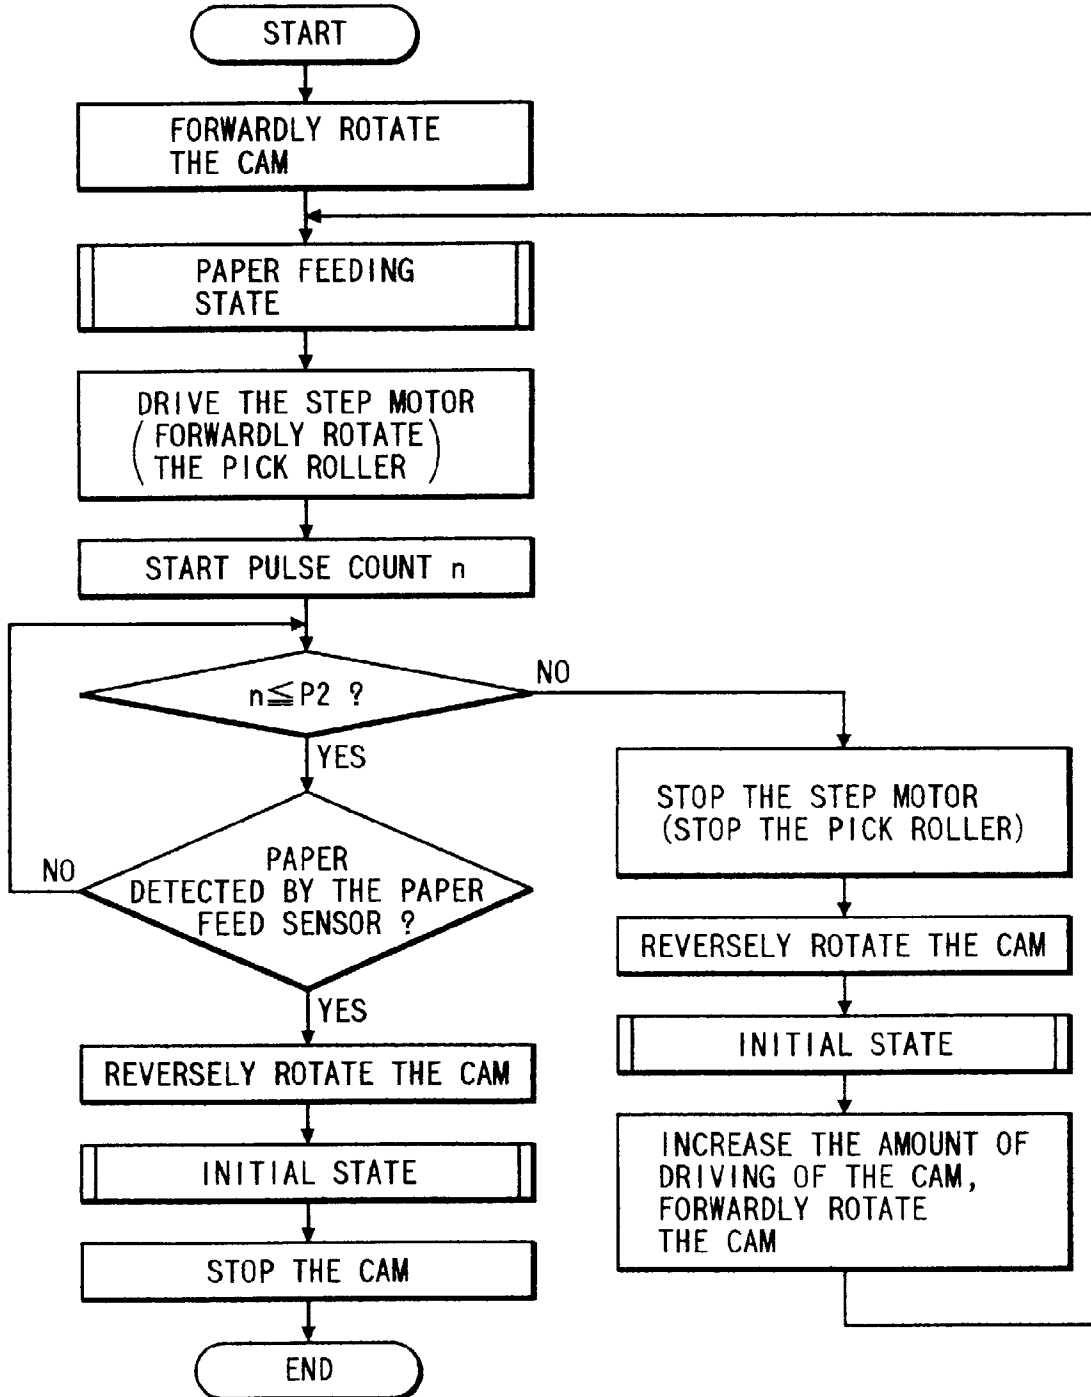 START
FORWARDLY ROTATE
THE CAM
PAPER FEEDING
STATE
DRIVE THE STEP MOTOR
(FORWARDLY ROTATE)
(THE PICK ROLLER)
START PULSE COUNT n
n≦P2 ?
NO
YES
PAPER
DETECTED BY THE PAPER
FEED SENSOR ?
NO
YES
REVERSELY ROTATE THE CAM
INITIAL STATE
STOP THE CAM
END
STOP THE STEP MOTOR
(STOP THE PICK ROLLER)
REVERSELY ROTATE THE CAM
INITIAL STATE
INCREASE THE AMOUNT OF
DRIVING OF THE CAM,
FORWARDLY ROTATE
THE CAM